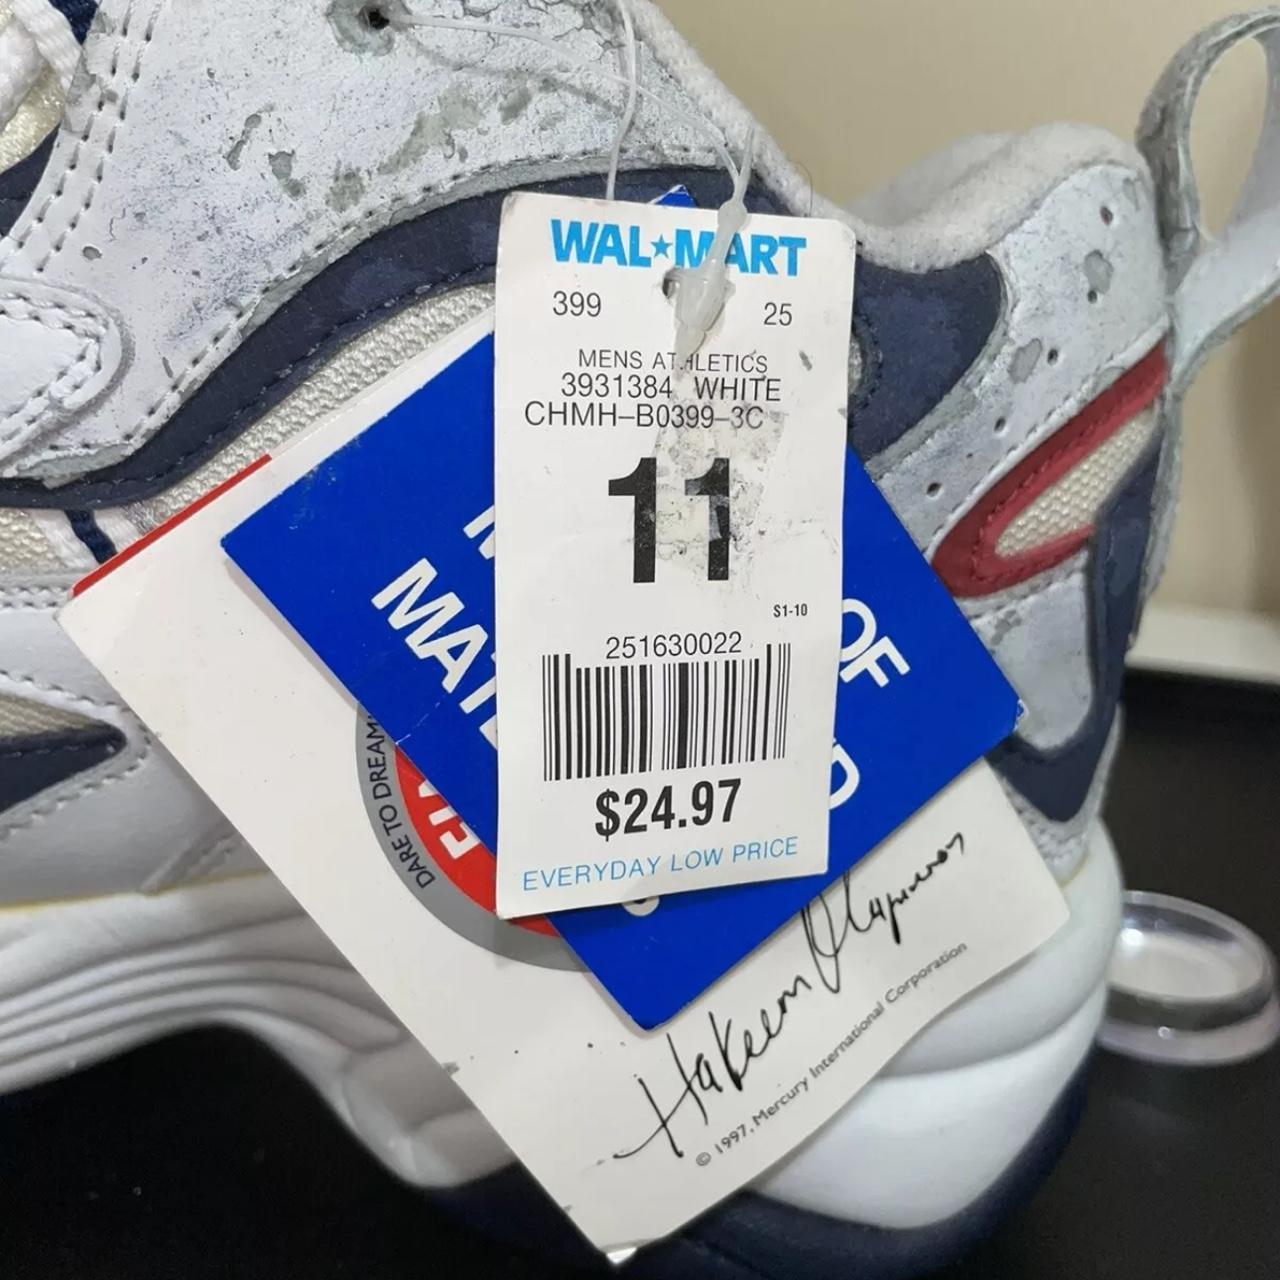 WAL★MART
399 25
MENS ATHLETICS
3931384 WHITE
CHMH-B0399-3C
11
S1-10
251630022
$24.97
EVERYDAY LOW PRICE
OF
DARE TO DREAM
Hakeem Olajuwon
© 1997, Mercury International Corporation